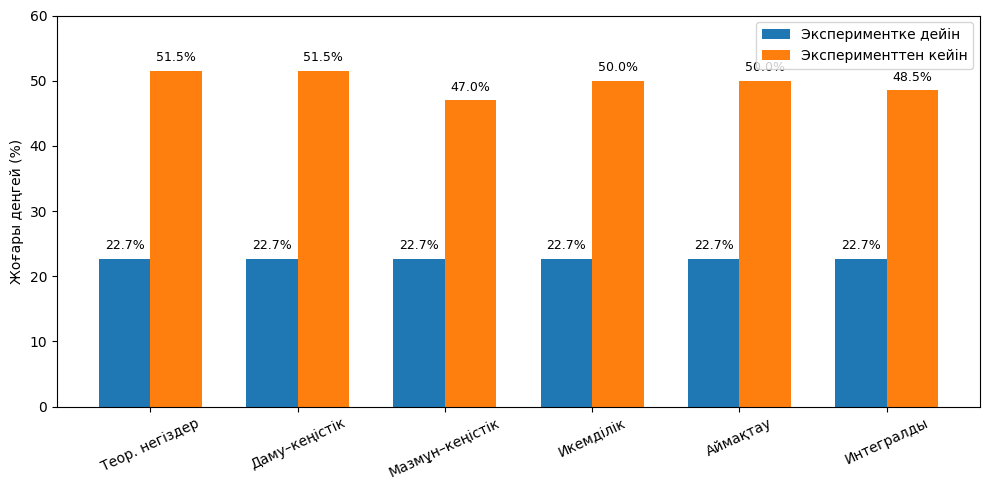 Экспериментке дейін
Эксперименттен кейін
Жоғары деңгей (%)
60
50
40
30
20
10
0
51.5%
51.5%
47.0%
50.0%
50.0%
48.5%
22.7%
22.7%
22.7%
22.7%
22.7%
22.7%
Теор. негіздер
Даму–кеңістік
Мазмұн–кеңістік
Икемділік
Аймақтау
Интегралды